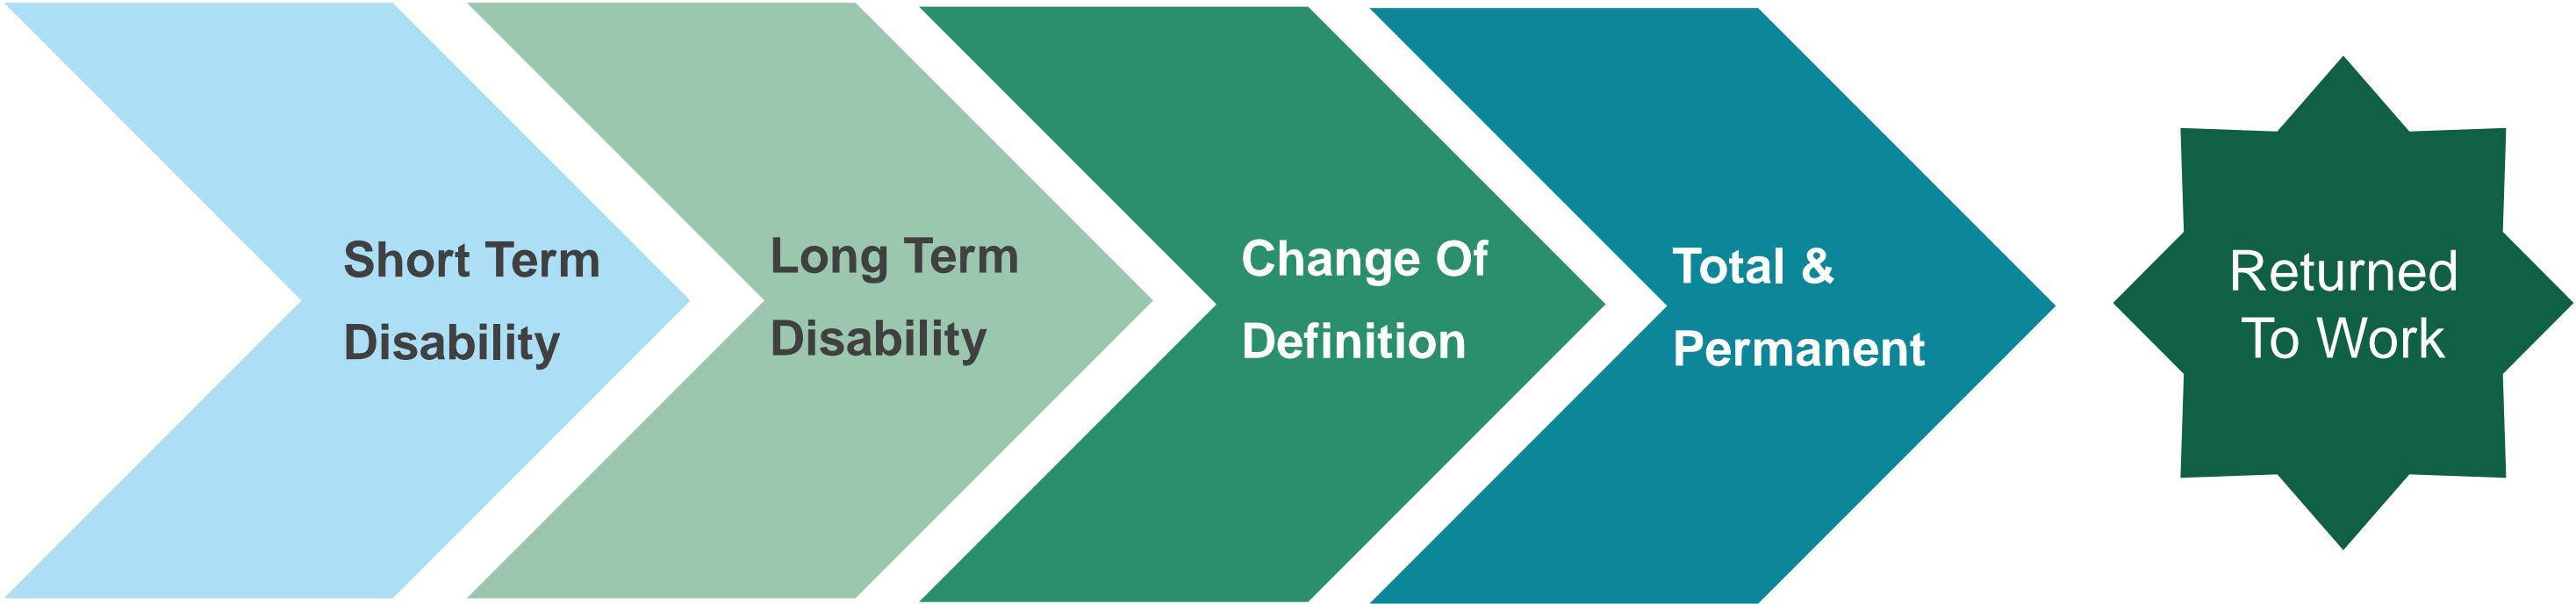 Short Term
Disability
Long Term
Disability
Change Of
Definition
Total &
Permanent
Returned
To Work